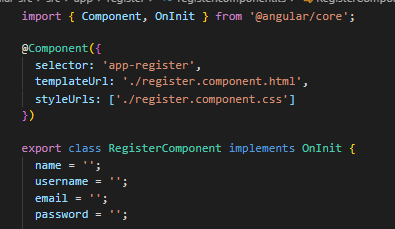 import { Component, OnInit } from '@angular/core';
@Component({
selector: 'app-register',
templateUrl: './register.component.html',
styleUrls: ['./register.component.css']
})
export class RegisterComponent implements OnInit {
name = '';
username = '';
email = '';
password = '';